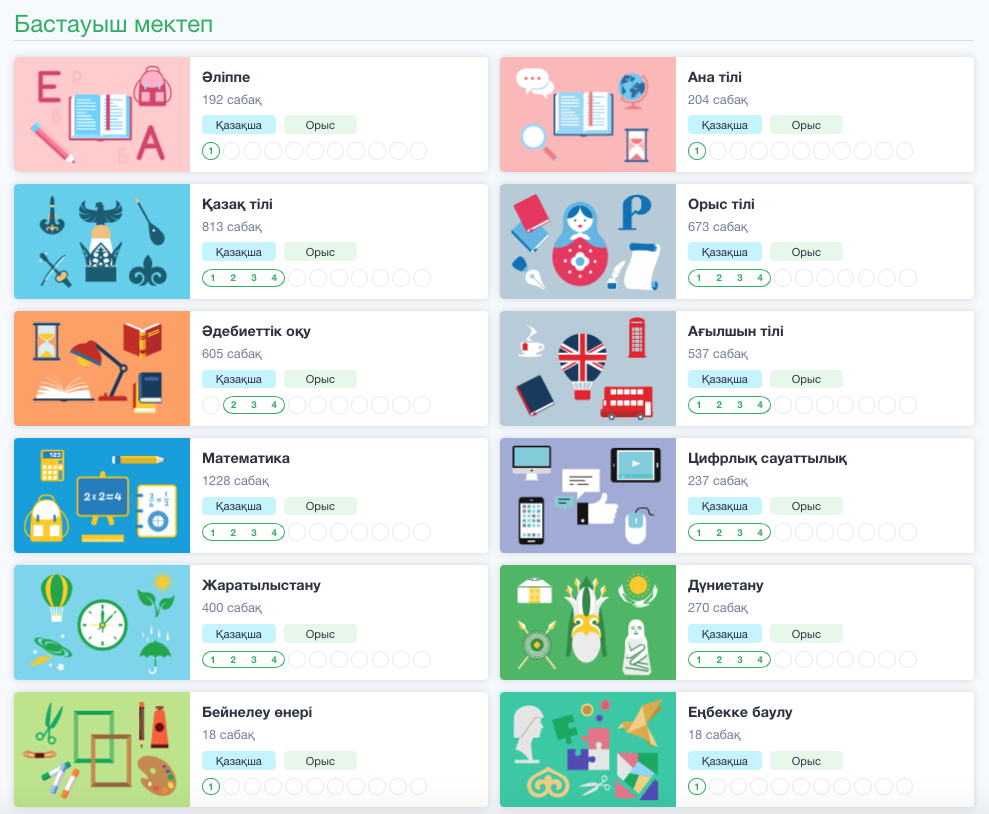 Бастауыш мектеп
Әліппе
192 сабақ
Қазақша Орыс
1
Ана тілі
204 сабақ
Қазақша Орыс
1
Қазақ тілі
813 сабақ
Қазақша Орыс
1 2 3 4
Орыс тілі
673 сабақ
Қазақша Орыс
1 2 3 4
Әдебиеттік оқу
605 сабақ
Қазақша Орыс
2 3 4
Ағылшын тілі
537 сабақ
Қазақша Орыс
1 2 3 4
123
2x2=4
Математика
1228 сабақ
Қазақша Орыс
1 2 3 4
Цифрлық сауаттылық
237 сабақ
Қазақша Орыс
1 2 3 4
Жаратылыстану
400 сабақ
Қазақша Орыс
1 2 3 4
Дүниетану
270 сабақ
Қазақша Орыс
1 2 3 4
Бейнелеу өнері
18 сабақ
Қазақша Орыс
1
Еңбекке баулу
18 сабақ
Қазақша Орыс
1